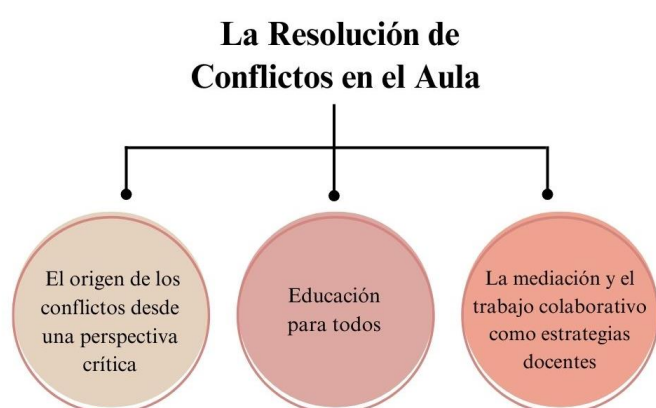 La Resolución de
Conflictos en el Aula
El origen de los
conflictos desde
una perspectiva
crítica
Educación
para todos
La mediación y el
trabajo colaborativo
como estrategias
docentes